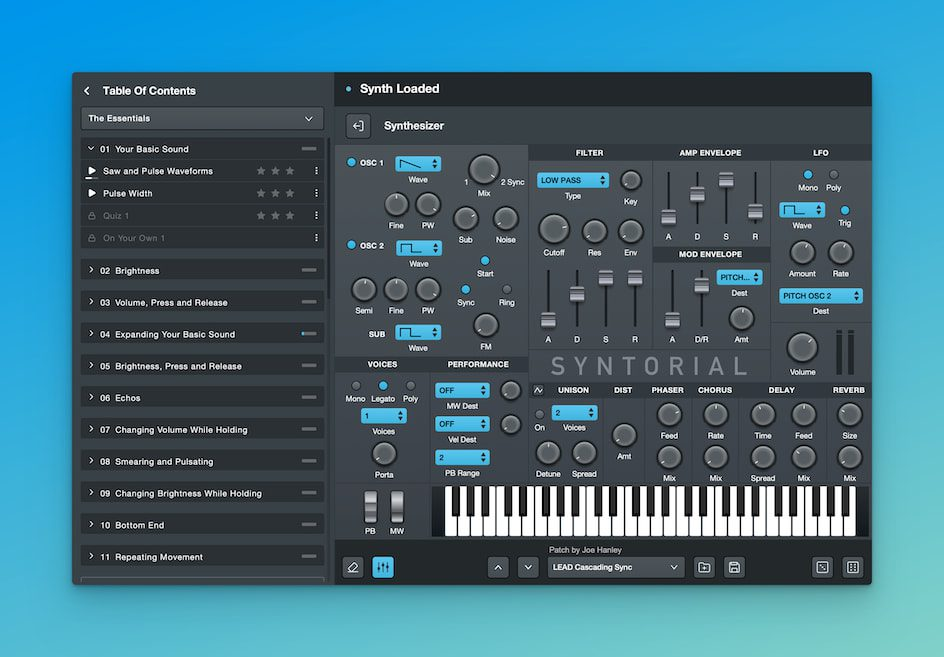 Table Of Contents
The Essentials
01 Your Basic Sound
Saw and Pulse Waveforms
Pulse Width
Quiz 1
On Your Own 1
02 Brightness
03 Volume, Press and Release
04 Expanding Your Basic Sound
05 Brightness, Press and Release
06 Echos
07 Changing Volume While Holding
08 Smearing and Pulsating
09 Changing Brightness While Holding
10 Bottom End
11 Repeating Movement
Synth Loaded
Synthesizer
OSC 1
Wave
1 2 Sync
Mix
Fine PW
Sub Noise
OSC 2
Wave
Start
Semi Fine PW
Sync Ring
SUB
Wave
FM
FILTER
LOW PASS
Type
Key
Cutoff Res Env
A D S R
AMP ENVELOPE
A D S R
MOD ENVELOPE
PITCH...
Dest
A D/R Amt
LFO
Mono Poly
Wave
Trig
Amount Rate
PITCH OSC 2
Dest
Volume
SYNTORIAL
VOICES
Mono Legato Poly
1
Voices
Porta
PERFORMANCE
OFF
MW Dest
OFF
Vel Dest
2
PB Range
UNISON
2
On Voices
Detune Spread
DIST
Amt
PHASER
Feed
Mix
CHORUS
Rate
Mix
DELAY
Time Feed
Spread Mix
REVERB
Size
Mix
PB MW
Patch by Joe Hanley
LEAD Cascading Sync